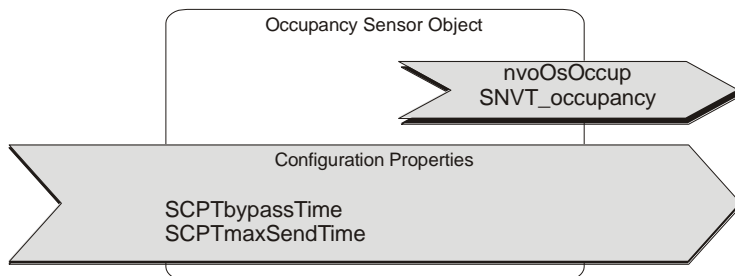 Occupancy Sensor Object
nvoOsOccup
SNVT_occupancy
Configuration Properties
SCPTbypassTime
SCPTmaxSendTime